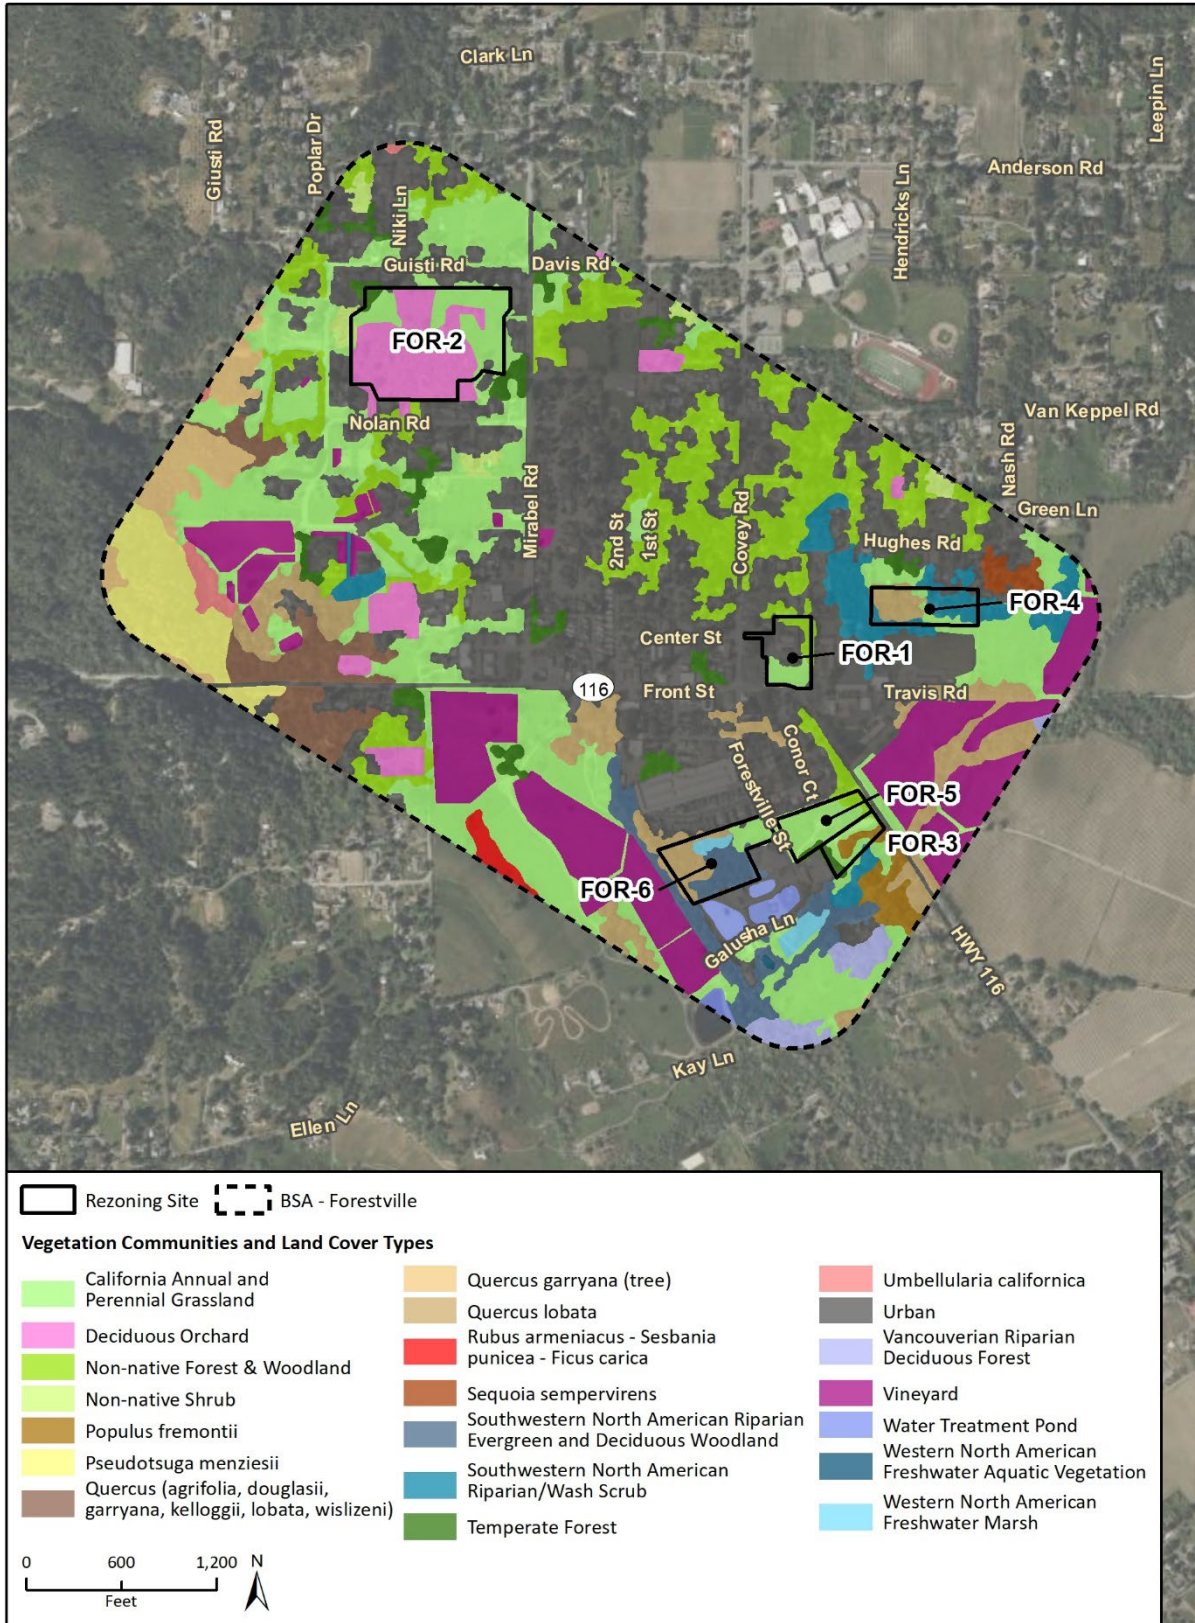 Clark Ln
Leepin Ln
Giusti Rd
Poplar Dr
Anderson Rd
Niki Ln
Hendricks Ln
Guisti Rd
Davis Rd
FOR-2
Van Keppel Rd
Nolan Rd
Nash Rd
Mirabel Rd
Green Ln
2nd St
1st St
Covey Rd
Hughes Rd
FOR-4
Center St
FOR-1
116
Front St
Travis Rd
Conor Ct
Forestville St
FOR-5
FOR-3
FOR-6
Galusha Ln
HWY 116
Kay Ln
Ellen Ln
Rezoning Site
BSA - Forestville
Vegetation Communities and Land Cover Types
California Annual and
Perennial Grassland
Deciduous Orchard
Non-native Forest & Woodland
Non-native Shrub
Populus fremontii
Pseudotsuga menziesii
Quercus (agrifolia, douglasii,
garryana, kelloggii, lobata, wislizeni)
Quercus garryana (tree)
Quercus lobata
Rubus armeniacus - Sesbania
punicea - Ficus carica
Sequoia sempervirens
Southwestern North American Riparian
Evergreen and Deciduous Woodland
Southwestern North American
Riparian/Wash Scrub
Temperate Forest
Umbellularia californica
Urban
Vancouverian Riparian
Deciduous Forest
Vineyard
Water Treatment Pond
Western North American
Freshwater Aquatic Vegetation
Western North American
Freshwater Marsh
0 600 1,200
Feet
N